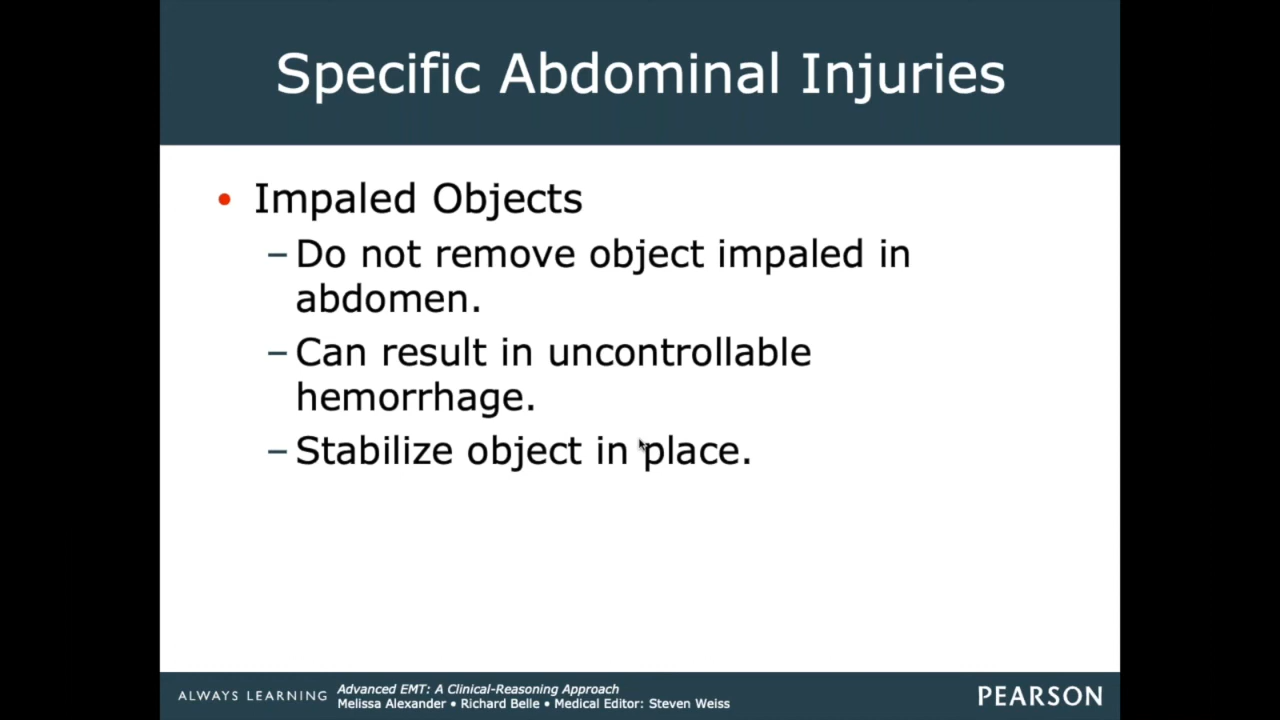 Specific Abdominal Injuries
• Impaled Objects
–Do not remove object impaled in
abdomen.
–Can result in uncontrollable
hemorrhage.
–Stabilize object in place.
ALWAYS LEARNING
Advanced EMT: A Clinical-Reasoning Approach
Melissa Alexander • Richard Belle • Medical Editor: Steven Weiss
PEARSON